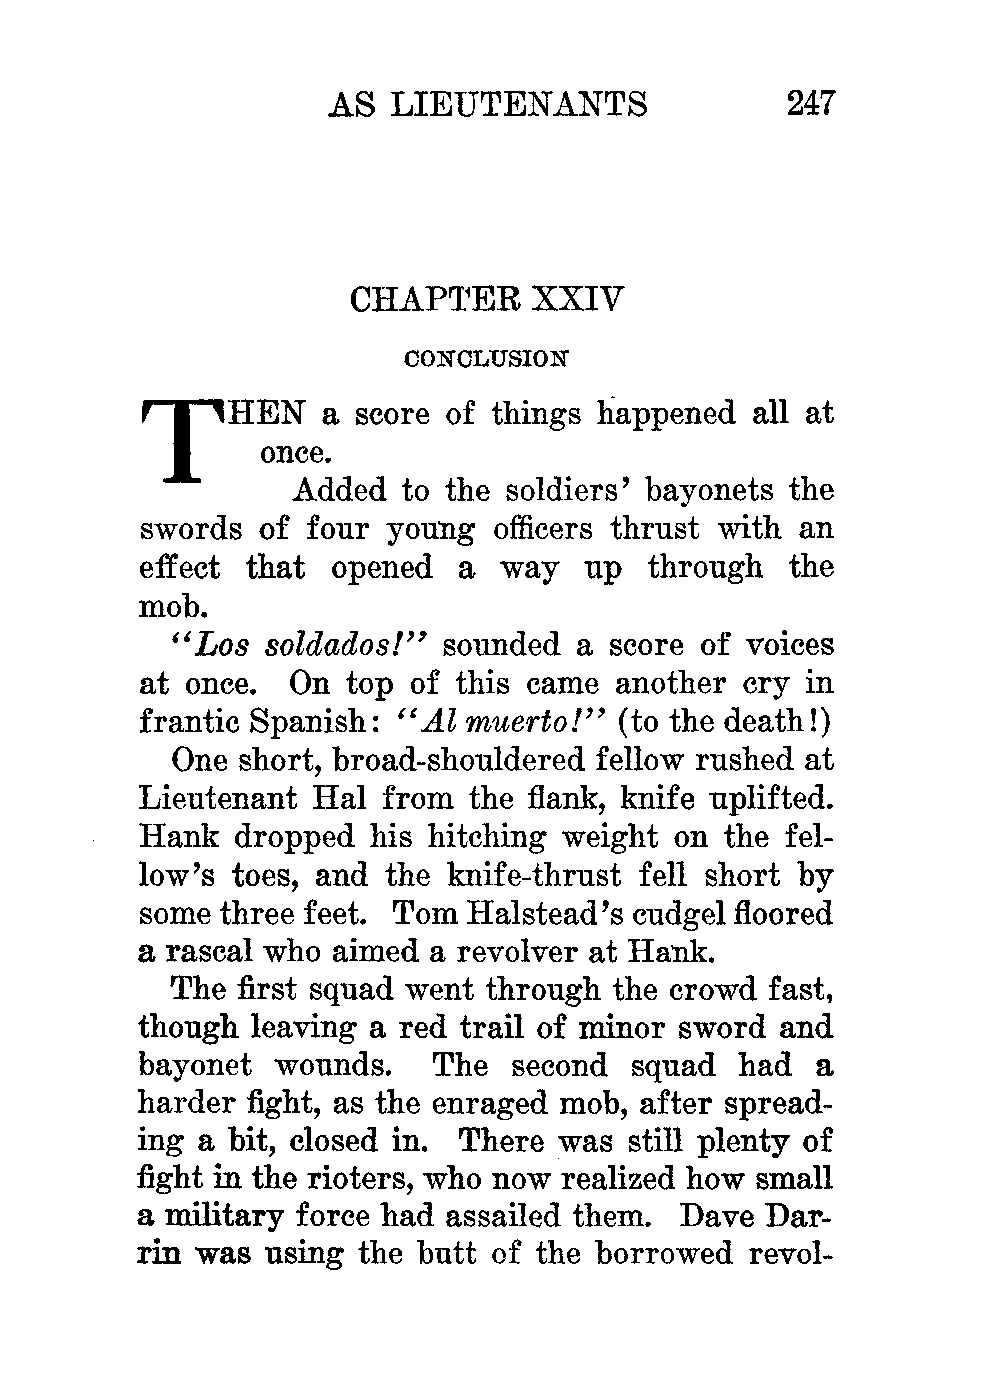 AS LIEUTENANTS 247
CHAPTER XXIV
CONCLUSION
THEN a score of things happened all at
once.
Added to the soldiers' bayonets the
swords of four young officers thrust with an
effect that opened a way up through the
mob.
"Los soldados!" sounded a score of voices
at once. On top of this came another cry in
frantic Spanish: "Al muerto!" (to the death!)
One short, broad-shouldered fellow rushed at
Lieutenant Hal from the flank, knife uplifted.
Hank dropped his hitching weight on the fel-
low's toes, and the knife-thrust fell short by
some three feet. Tom Halstead's cudgel floored
a rascal who aimed a revolver at Hank.
The first squad went through the crowd fast,
though leaving a red trail of minor sword and
bayonet wounds. The second squad had a
harder fight, as the enraged mob, after spread-
ing a bit, closed in. There was still plenty of
fight in the rioters, who now realized how small
a military force had assailed them. Dave Dar-
rin was using the butt of the borrowed revol-